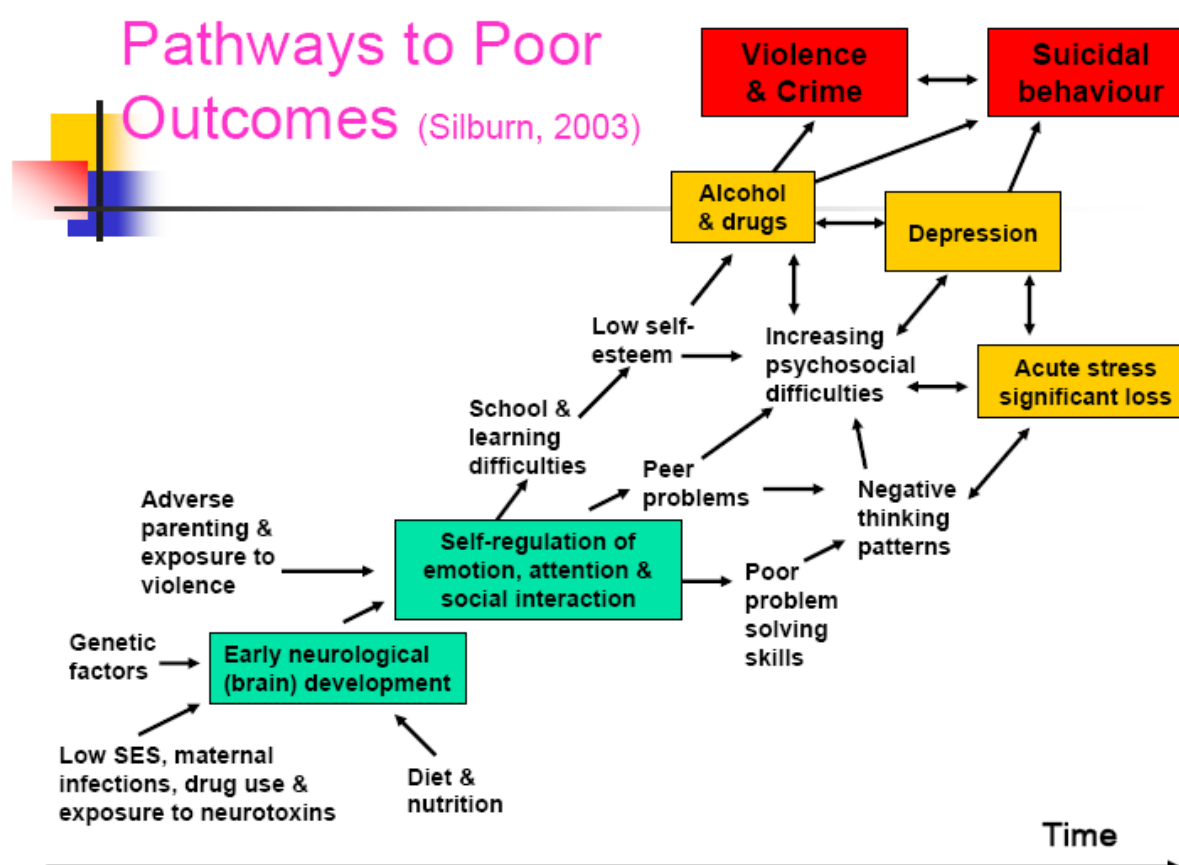 Pathways to Poor
Outcomes (Silburn, 2003)
Violence
& Crime
Suicidal
behaviour
Alcohol
& drugs
Depression
Low self-
esteem
Increasing
psychosocial
difficulties
Acute stress
significant loss
School &
learning
difficulties
Peer
problems
Negative
thinking
patterns
Adverse
parenting &
exposure to
violence
Self-regulation of
emotion, attention &
social interaction
Poor
problem
solving
skills
Genetic
factors
Early neurological
(brain) development
Low SES, maternal
infections, drug use &
exposure to neurotoxins
Diet &
nutrition
Time